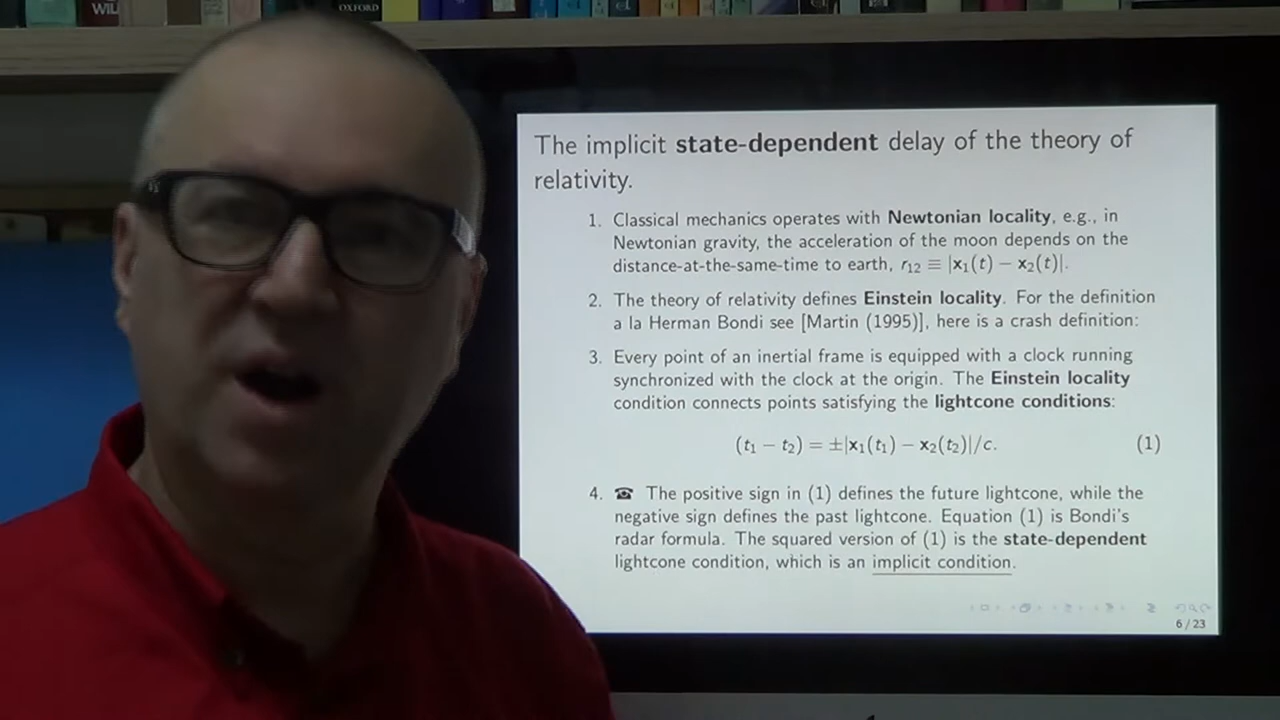 WIL
OXFORD
The implicit state-dependent delay of the theory of
relativity.
1. Classical mechanics operates with Newtonian locality, e.g., in
Newtonian gravity, the acceleration of the moon depends on the
distance-at-the-same-time to earth, r₁₂ ≡ |x₁(t) − x₂(t)|.
2. The theory of relativity defines Einstein locality. For the definition
a la Herman Bondi see [Martin (1995)], here is a crash definition:
3. Every point of an inertial frame is equipped with a clock running
synchronized with the clock at the origin. The Einstein locality
condition connects points satisfying the lightcone conditions:
(t₁ − t₂) = ±|x₁(t₁) − x₂(t₂)|/c. (1)
4. ☎ The positive sign in (1) defines the future lightcone, while the
negative sign defines the past lightcone. Equation (1) is Bondi's
radar formula. The squared version of (1) is the state-dependent
lightcone condition, which is an implicit condition.
6 / 23